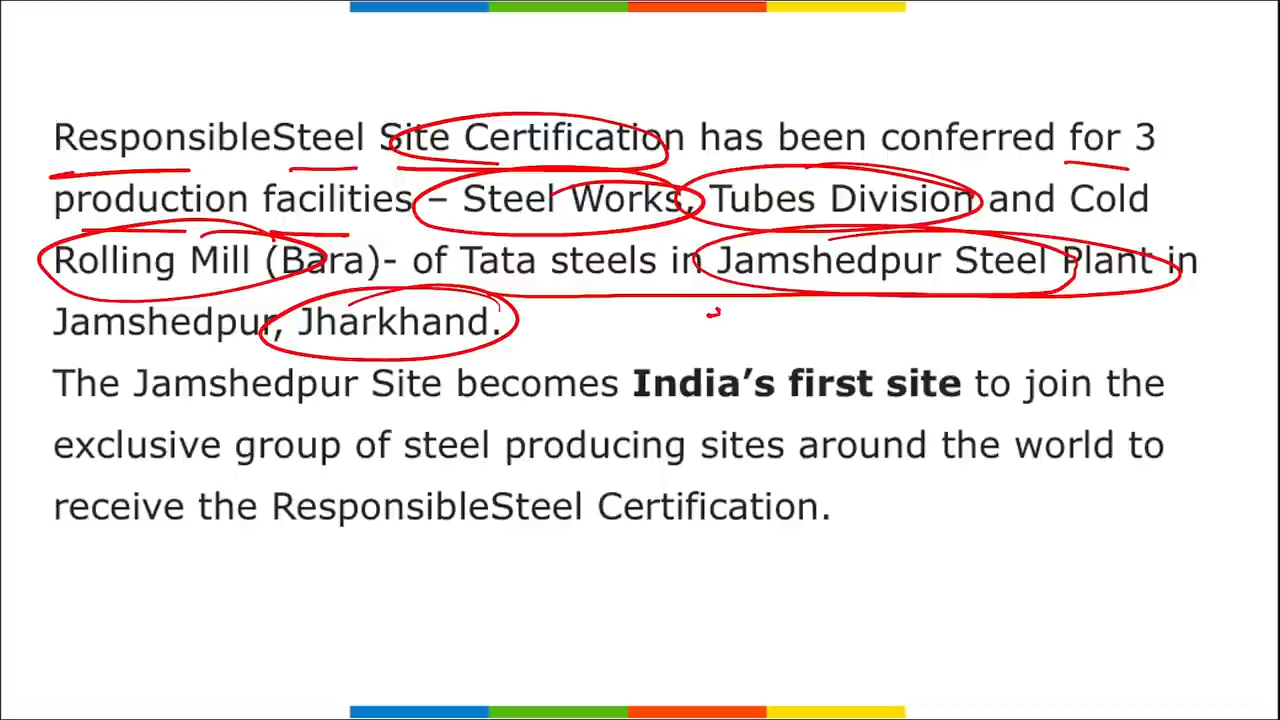 ResponsibleSteel Site Certification has been conferred for 3
production facilities – Steel Works, Tubes Division and Cold
Rolling Mill (Bara)- of Tata steels in Jamshedpur Steel Plant in
Jamshedpur, Jharkhand.
The Jamshedpur Site becomes India’s first site to join the
exclusive group of steel producing sites around the world to
receive the ResponsibleSteel Certification.